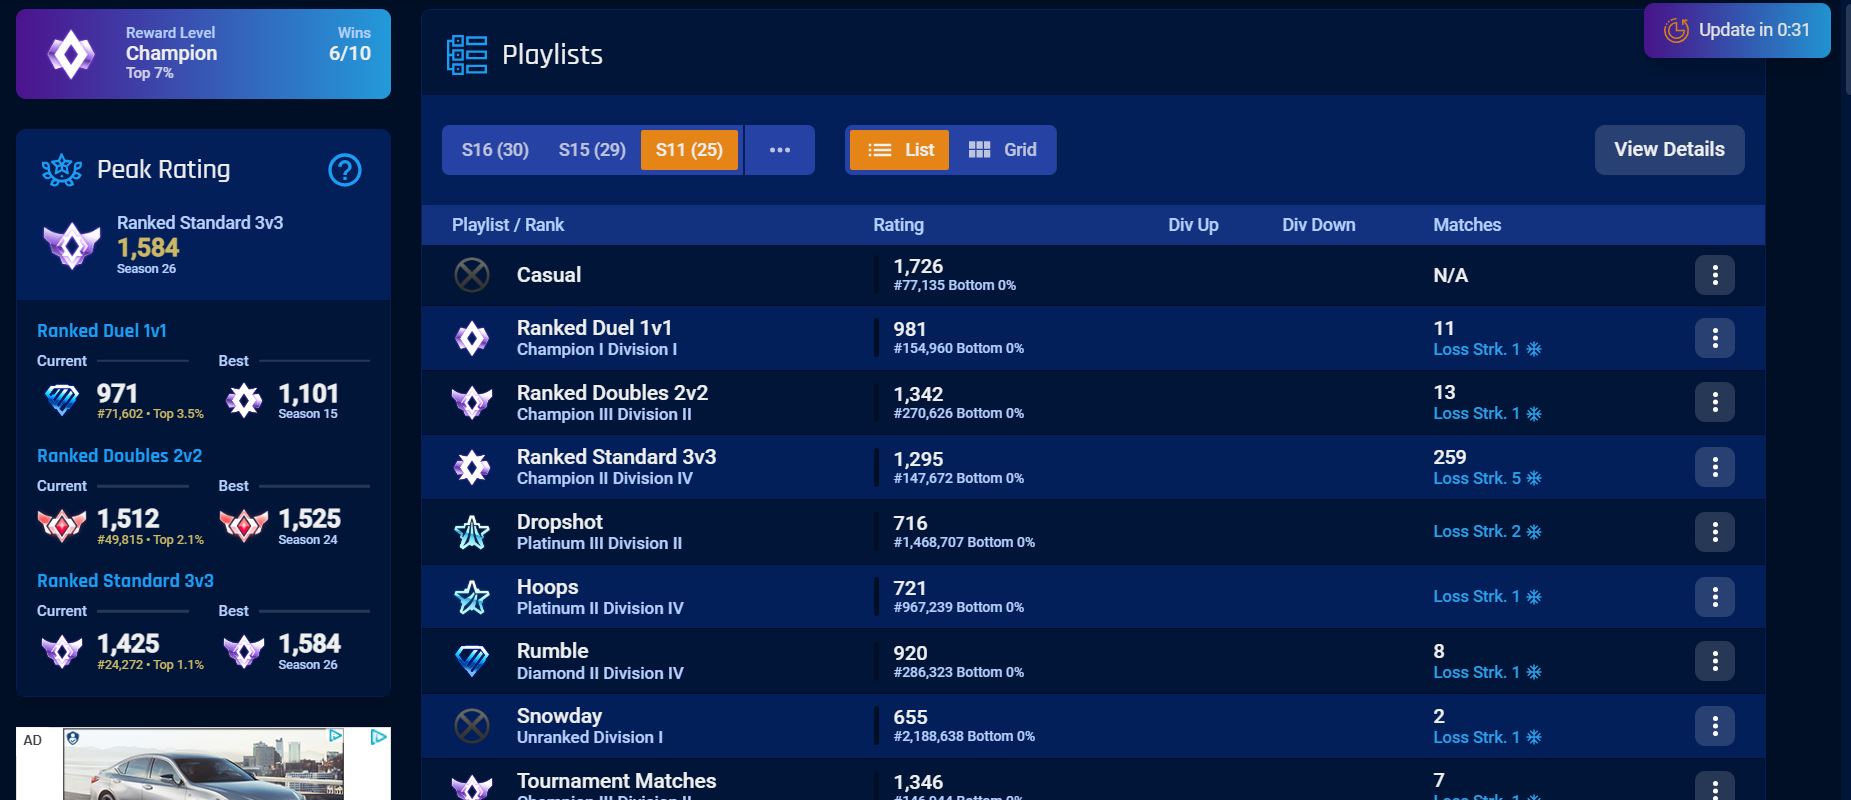 Reward Level
Champion
Top 7%
Wins
6/10
Peak Rating
?
Ranked Standard 3v3
1,584
Season 26
Ranked Duel 1v1
Current
Best
971
#71,602 • Top 3.5%
1,101
Season 15
Ranked Doubles 2v2
Current
Best
1,512
#49,815 • Top 2.1%
1,525
Season 24
Ranked Standard 3v3
Current
Best
1,425
#24,272 • Top 1.1%
1,584
Season 26
AD
Playlists
Update in 0:31
S16 (30) S15 (29) S11 (25) ...
List Grid
View Details
Playlist / Rank Rating Div Up Div Down Matches
Casual
1,726
#77,135 Bottom 0%
N/A
Ranked Duel 1v1
Champion I Division I
981
#154,960 Bottom 0%
11
Loss Strk. 1
Ranked Doubles 2v2
Champion III Division II
1,342
#270,626 Bottom 0%
13
Loss Strk. 1
Ranked Standard 3v3
Champion II Division IV
1,295
#147,672 Bottom 0%
259
Loss Strk. 5
Dropshot
Platinum III Division II
716
#1,468,707 Bottom 0%
Loss Strk. 2
Hoops
Platinum II Division IV
721
#967,239 Bottom 0%
Loss Strk. 1
Rumble
Diamond II Division IV
920
#286,323 Bottom 0%
8
Loss Strk. 1
Snowday
Unranked Division I
655
#2,188,638 Bottom 0%
2
Loss Strk. 1
Tournament Matches
1,346
7